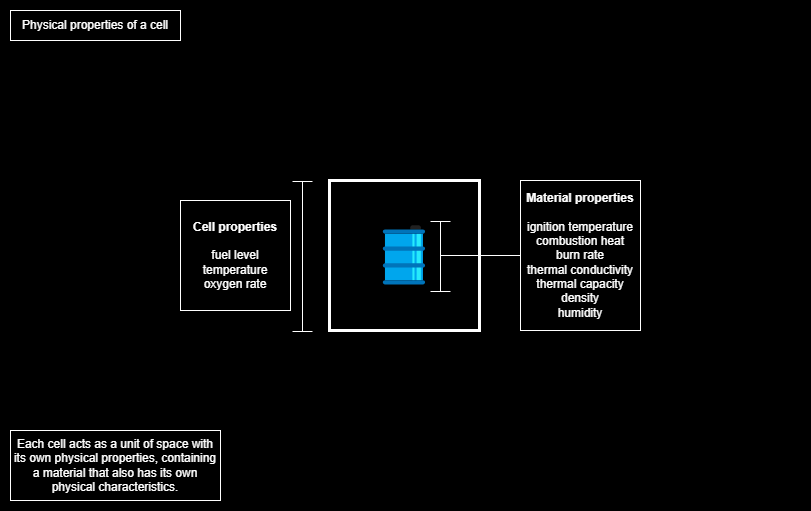 Physical properties of a cell
Cell properties
fuel level
temperature
oxygen rate
Material properties
ignition temperature
combustion heat
burn rate
thermal conductivity
thermal capacity
density
humidity
Each cell acts as a unit of space with
its own physical properties, containing
a material that also has its own
physical characteristics.